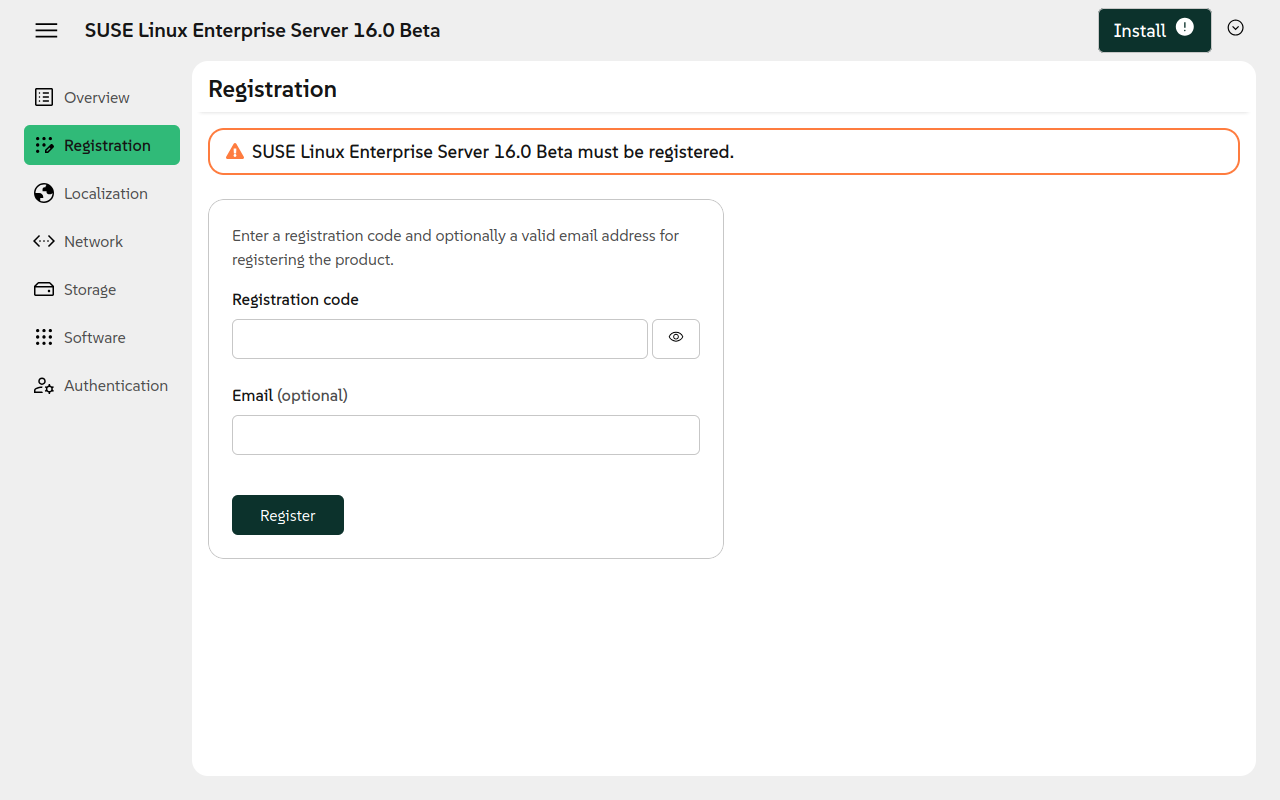 SUSE Linux Enterprise Server 16.0 Beta
Install !
Overview
Registration
Localization
Network
Storage
Software
Authentication
Registration
SUSE Linux Enterprise Server 16.0 Beta must be registered.
Enter a registration code and optionally a valid email address for
registering the product.
Registration code
Email (optional)
Register